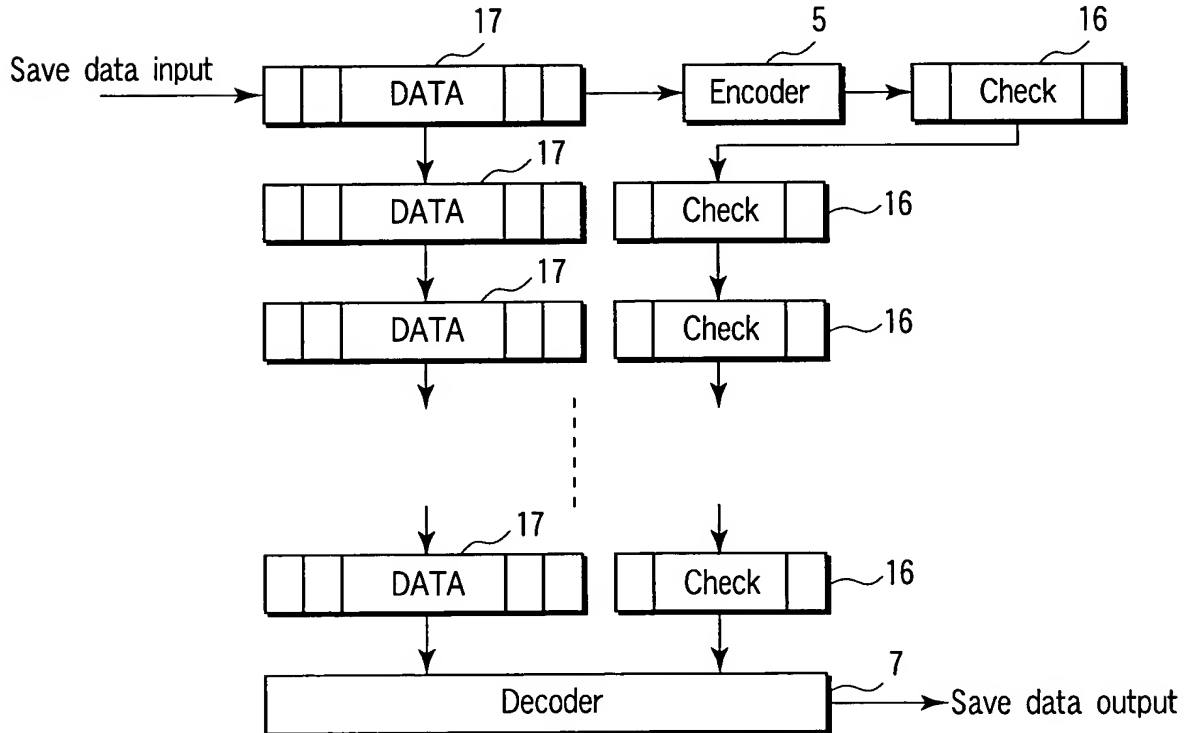 17 5 16
Save data input DATA Encoder Check
17
DATA Check 16
17
DATA Check 16
17
DATA Check 16
7
Decoder Save data output